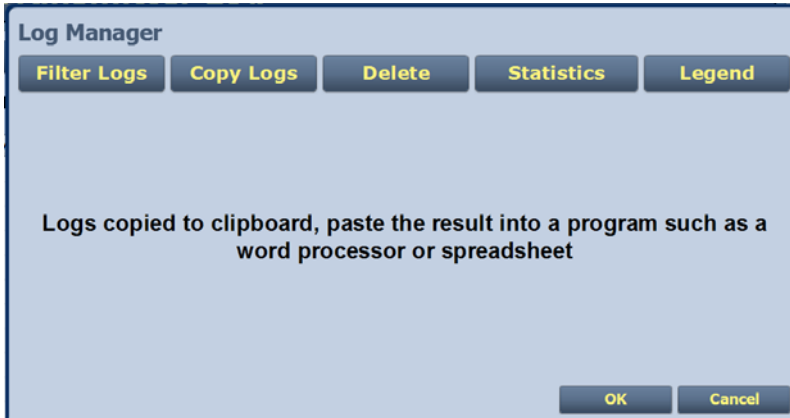 Log Manager
Filter Logs Copy Logs Delete Statistics Legend
Logs copied to clipboard, paste the result into a program such as a
word processor or spreadsheet
OK Cancel